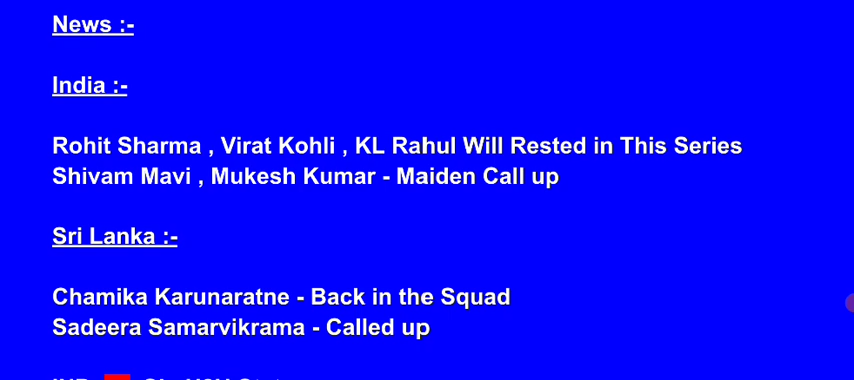 News :-
India :-
Rohit Sharma , Virat Kohli , KL Rahul Will Rested in This Series
Shivam Mavi , Mukesh Kumar - Maiden Call up
Sri Lanka :-
Chamika Karunaratne - Back in the Squad
Sadeera Samarvikrama - Called up